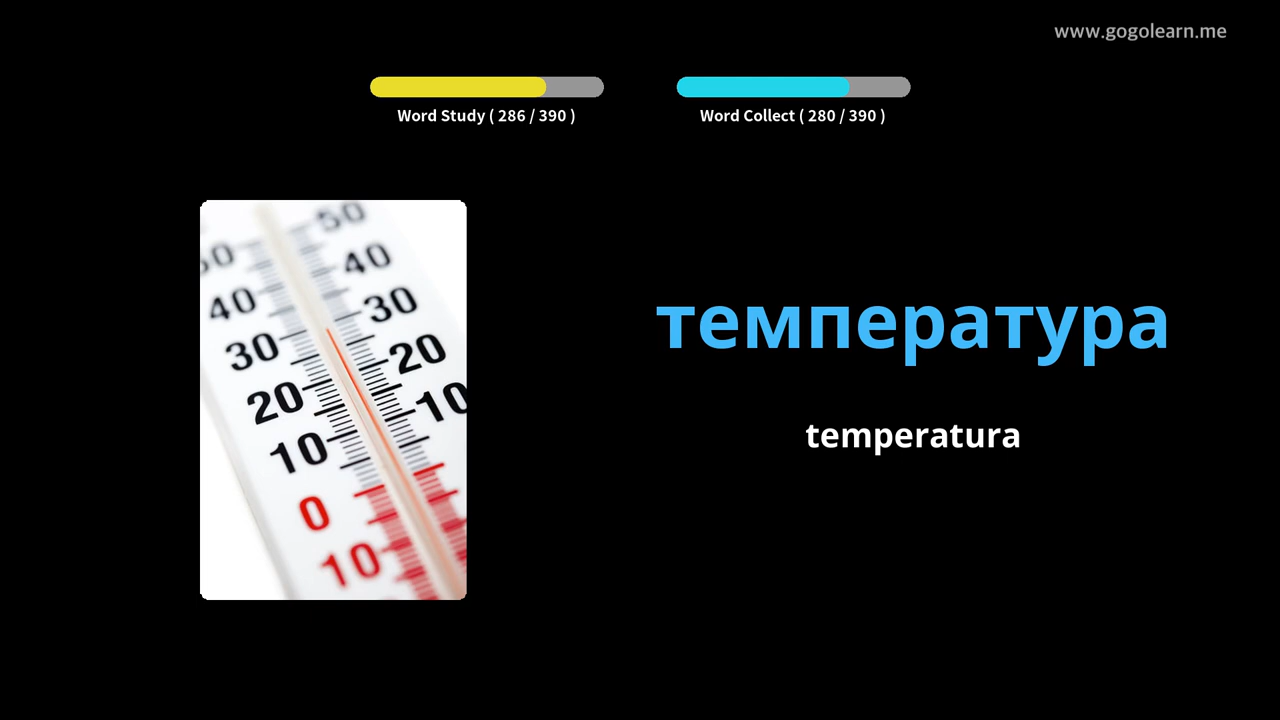 www.gogolearn.me
Word Study ( 286 / 390 )
Word Collect ( 280 / 390 )
50
50
40
40
30
30
20
20
10
10
0
10
температура
temperatura